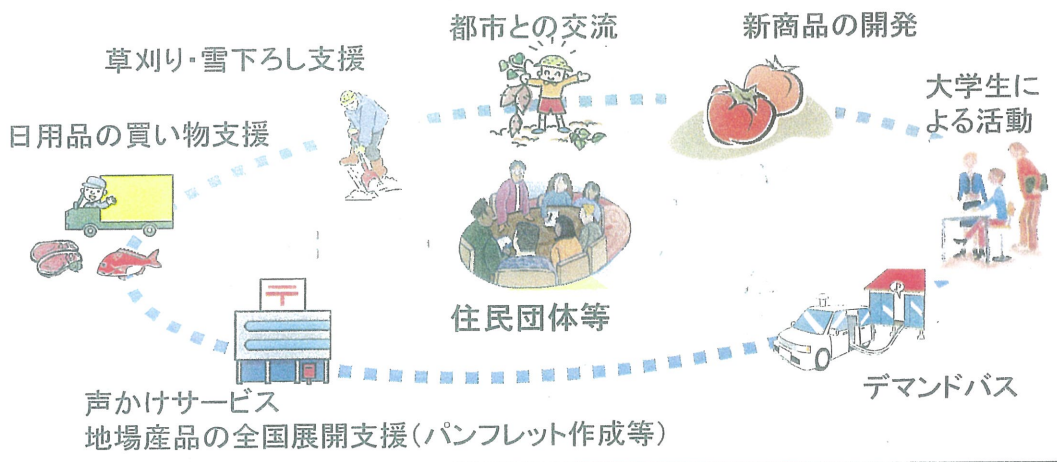 都市との交流
新商品の開発
草刈り・雪下ろし支援
大学生に
よる活動
日用品の買い物支援
〒
住民団体等
デマンドバス
声かけサービス
地場産品の全国展開支援(パンフレット作成等)